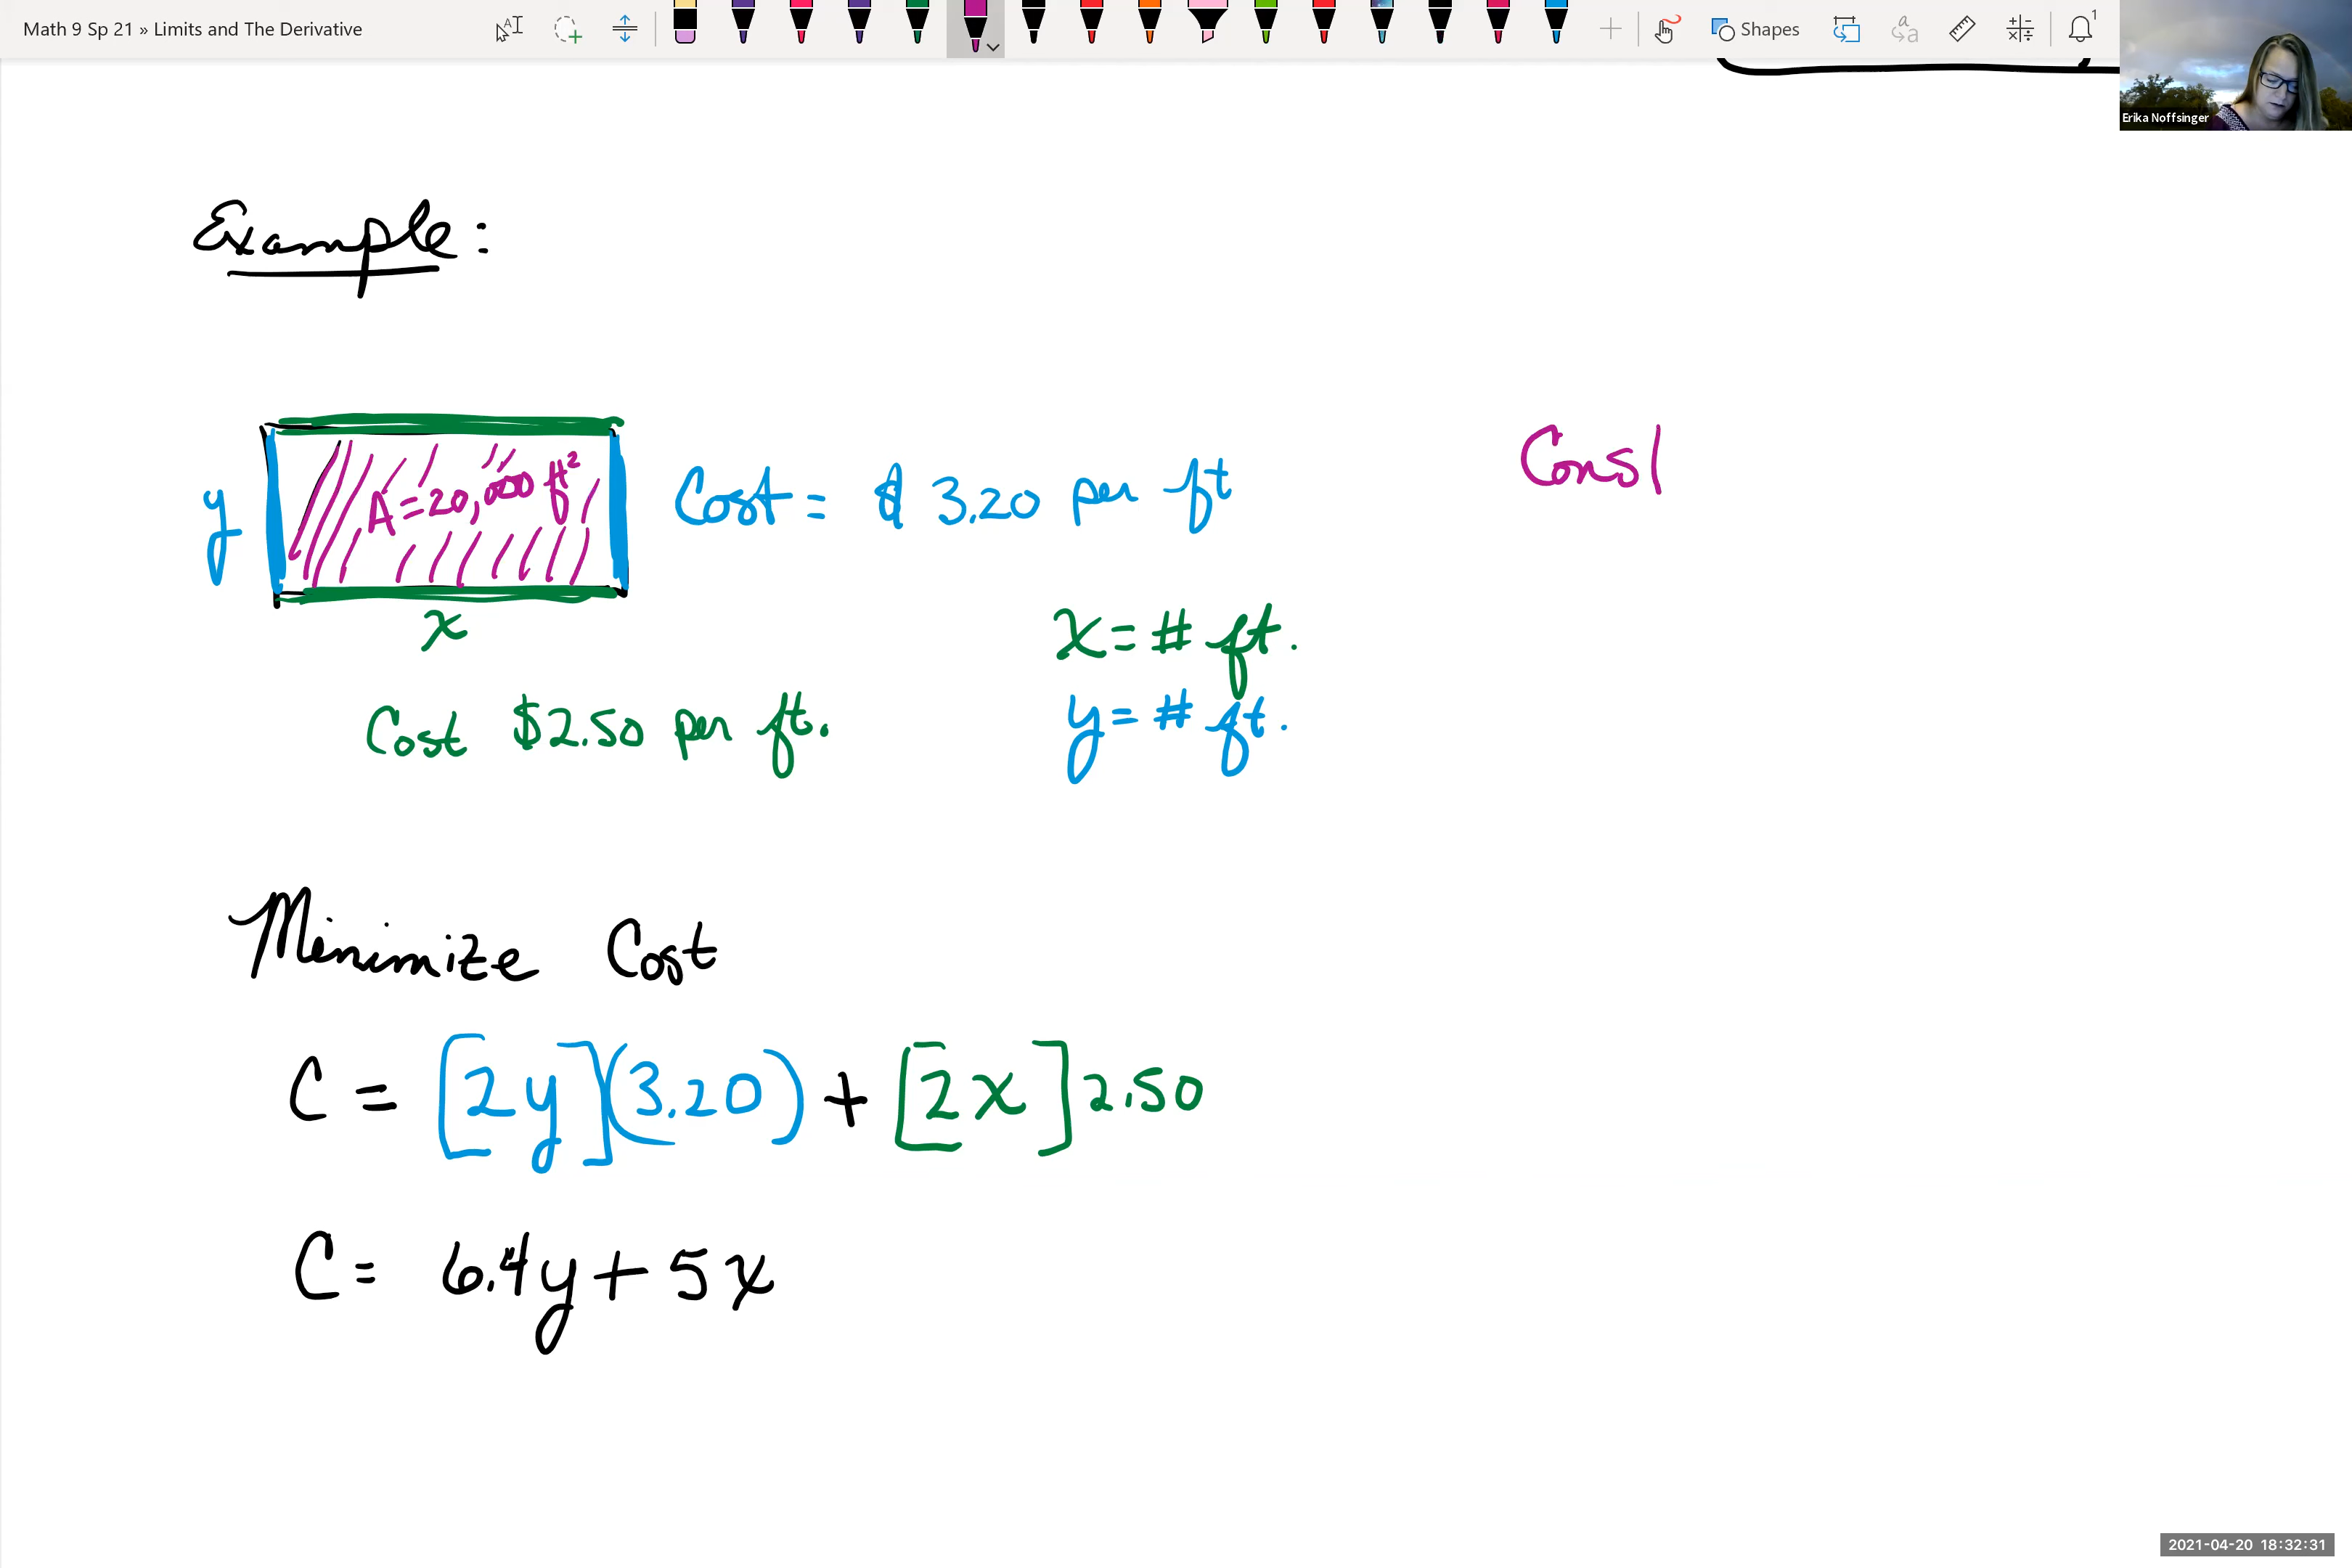 Math 9 Sp 21 » Limits and The Derivative
Shapes
1
Erika Noffsinger
Example:
A=20,000 ft²
y
Cost = $ 3.20 per ft
Const
x
x = # ft.
Cost $2.50 per ft.
y = # ft.
Minimize Cost
C = [2y](3.20) + [2x] 2.50
C = 6.4y + 5x
2021-04-20 18:32:31